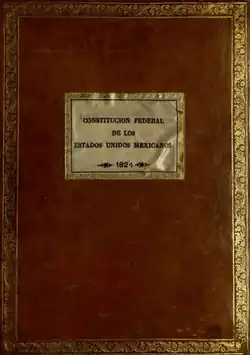 CONSTITUCION FEDERAL
DE LOS
ESTADOS UNIDOS MEXICANOS.
1824